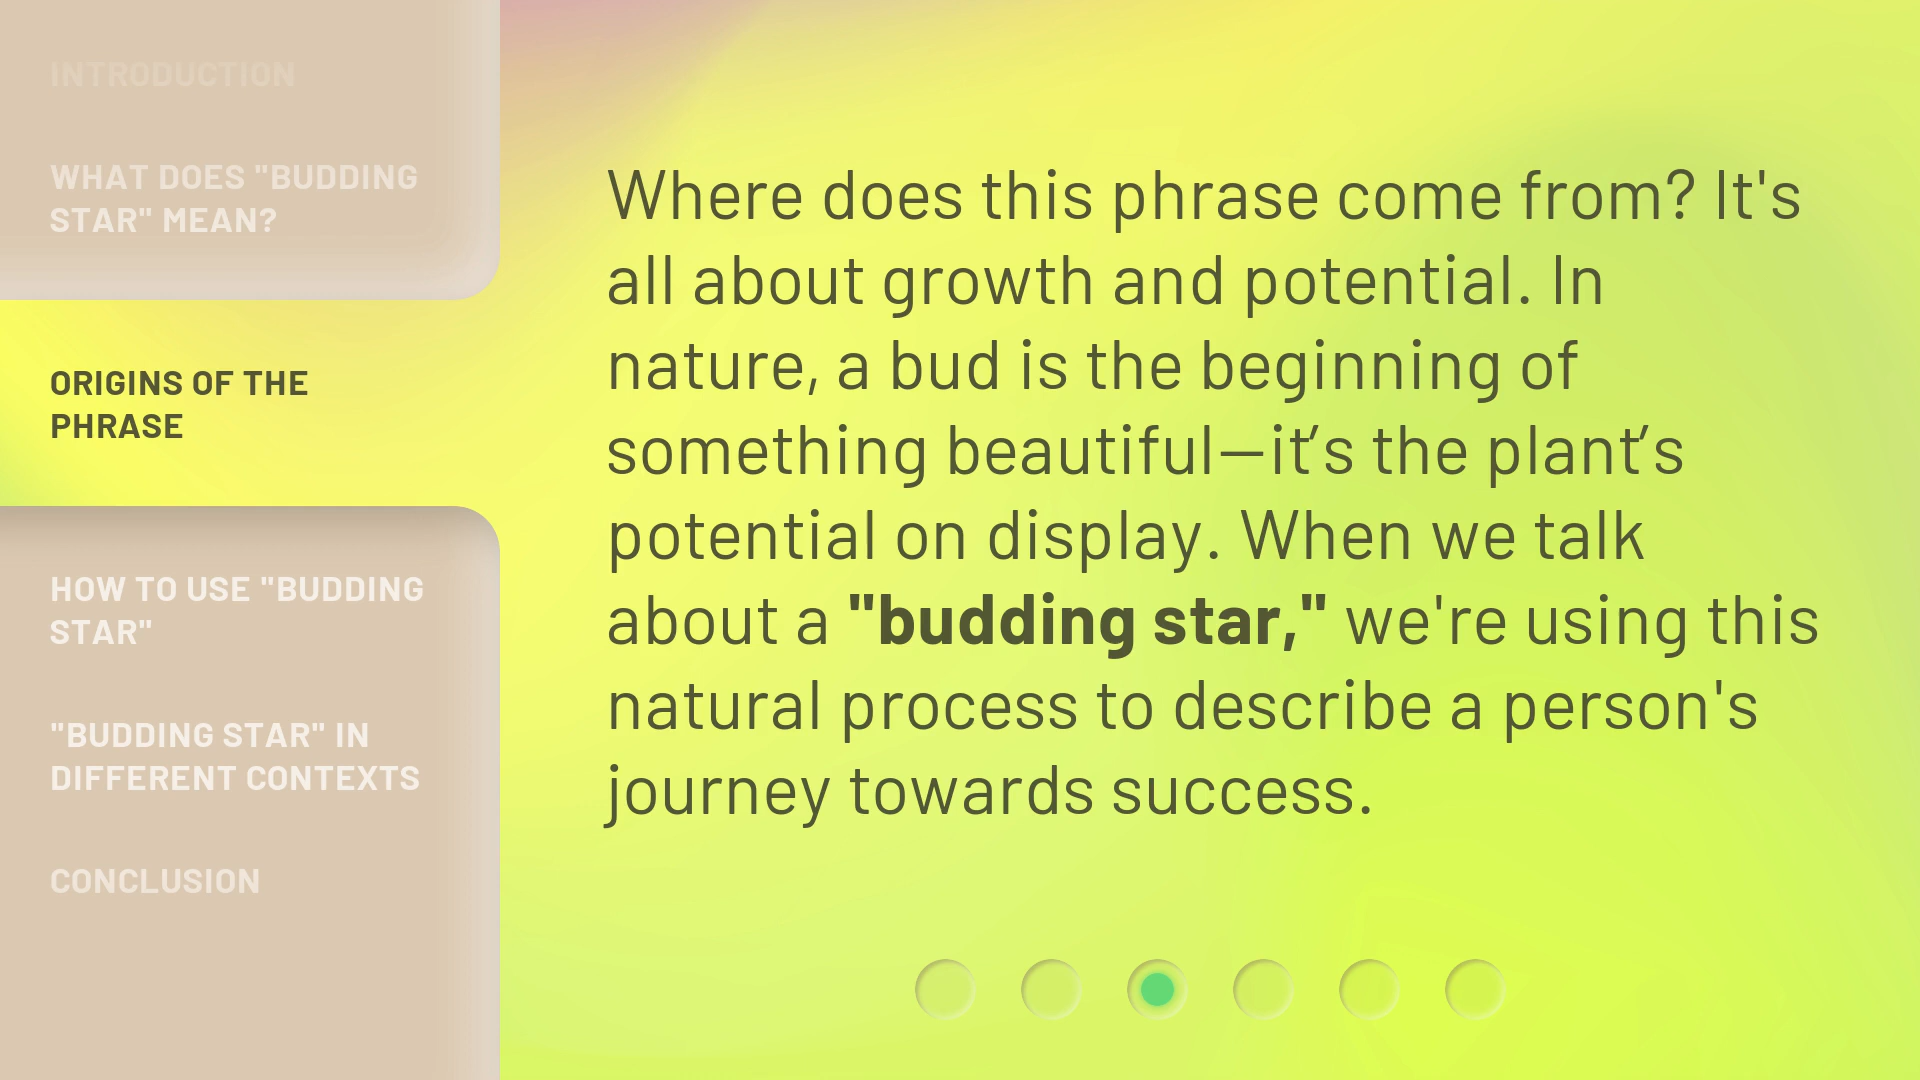 INTRODUCTION
WHAT DOES "BUDDING
STAR" MEAN?
ORIGINS OF THE
PHRASE
HOW TO USE "BUDDING
STAR"
"BUDDING STAR" IN
DIFFERENT CONTEXTS
CONCLUSION
Where does this phrase come from? It's
all about growth and potential. In
nature, a bud is the beginning of
something beautiful—it’s the plant’s
potential on display. When we talk
about a "budding star," we're using this
natural process to describe a person's
journey towards success.